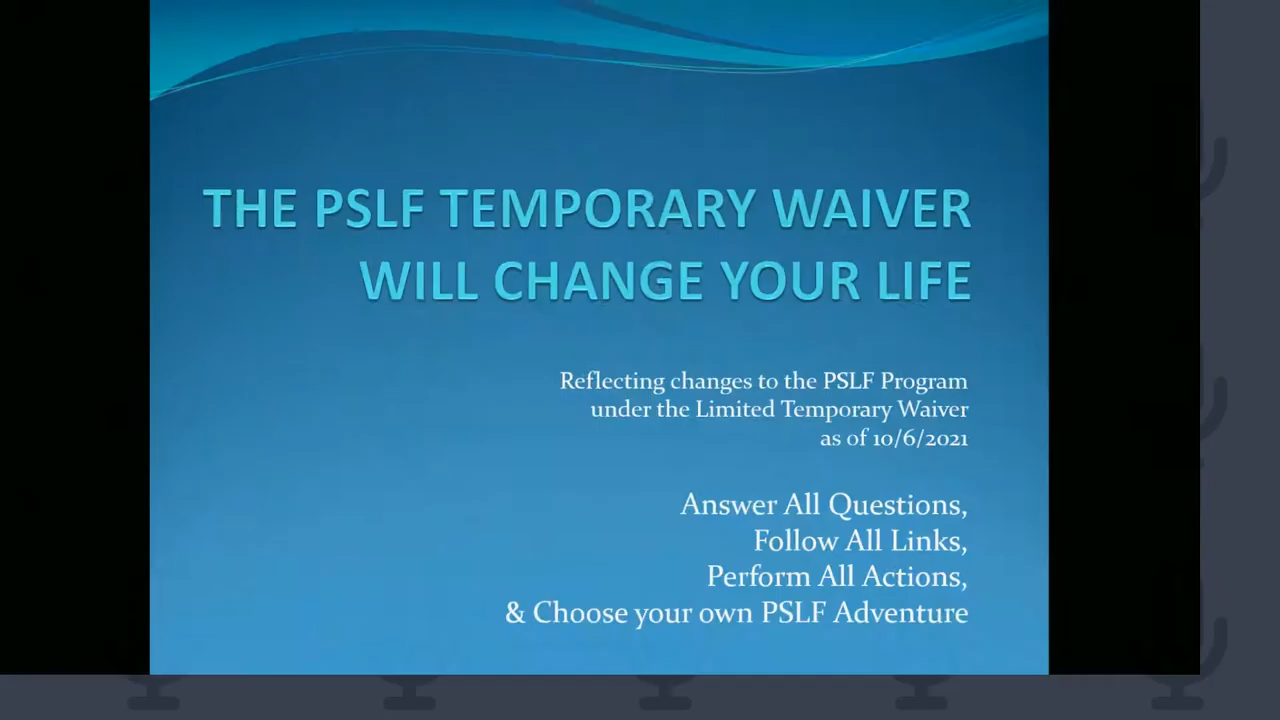 THE PSLF TEMPORARY WAIVER
WILL CHANGE YOUR LIFE
Reflecting changes to the PSLF Program
under the Limited Temporary Waiver
as of 10/6/2021
Answer All Questions,
Follow All Links,
Perform All Actions,
& Choose your own PSLF Adventure